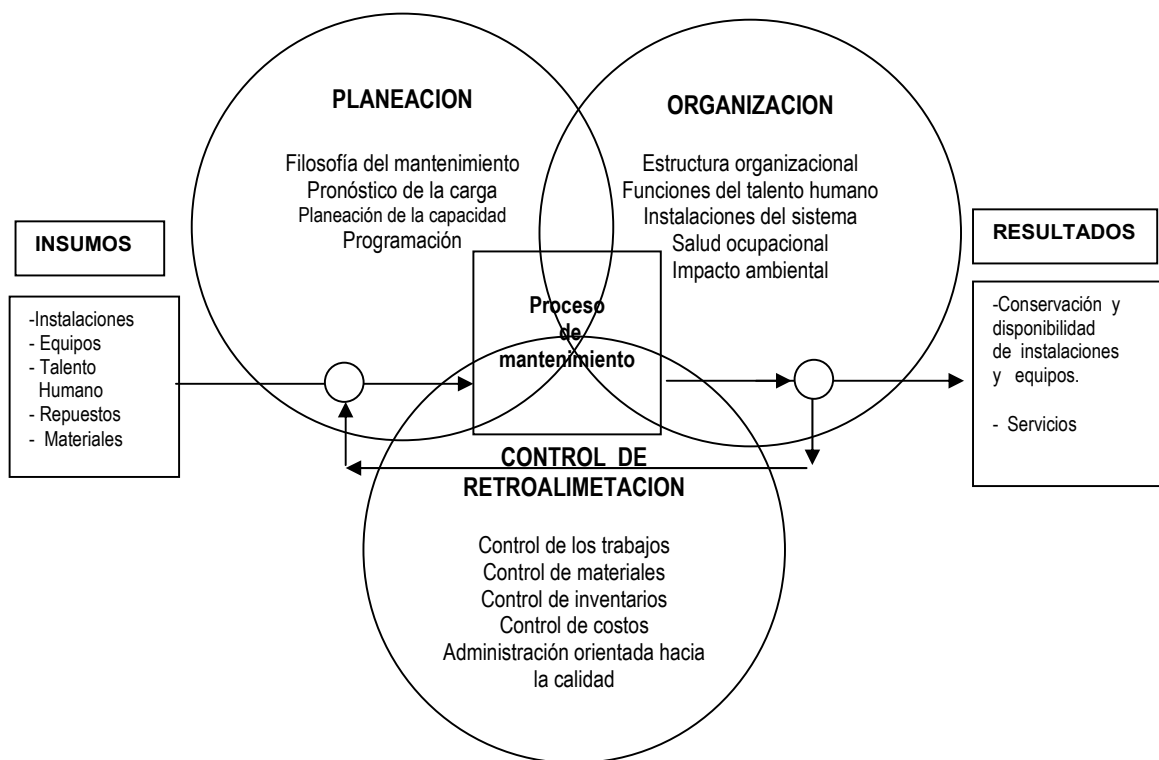 PLANEACION
Filosofía del mantenimiento
Pronóstico de la carga
Planeación de la capacidad
Programación
ORGANIZACION
Estructura organizacional
Funciones del talento humano
Instalaciones del sistema
Salud ocupacional
Impacto ambiental
INSUMOS
-Instalaciones
- Equipos
- Talento
Humano
- Repuestos
- Materiales
Proceso
de
mantenimiento
RESULTADOS
-Conservación y
disponibilidad
de instalaciones
y equipos.
- Servicios
CONTROL DE
RETROALIMETACION
Control de los trabajos
Control de materiales
Control de inventarios
Control de costos
Administración orientada hacia
la calidad